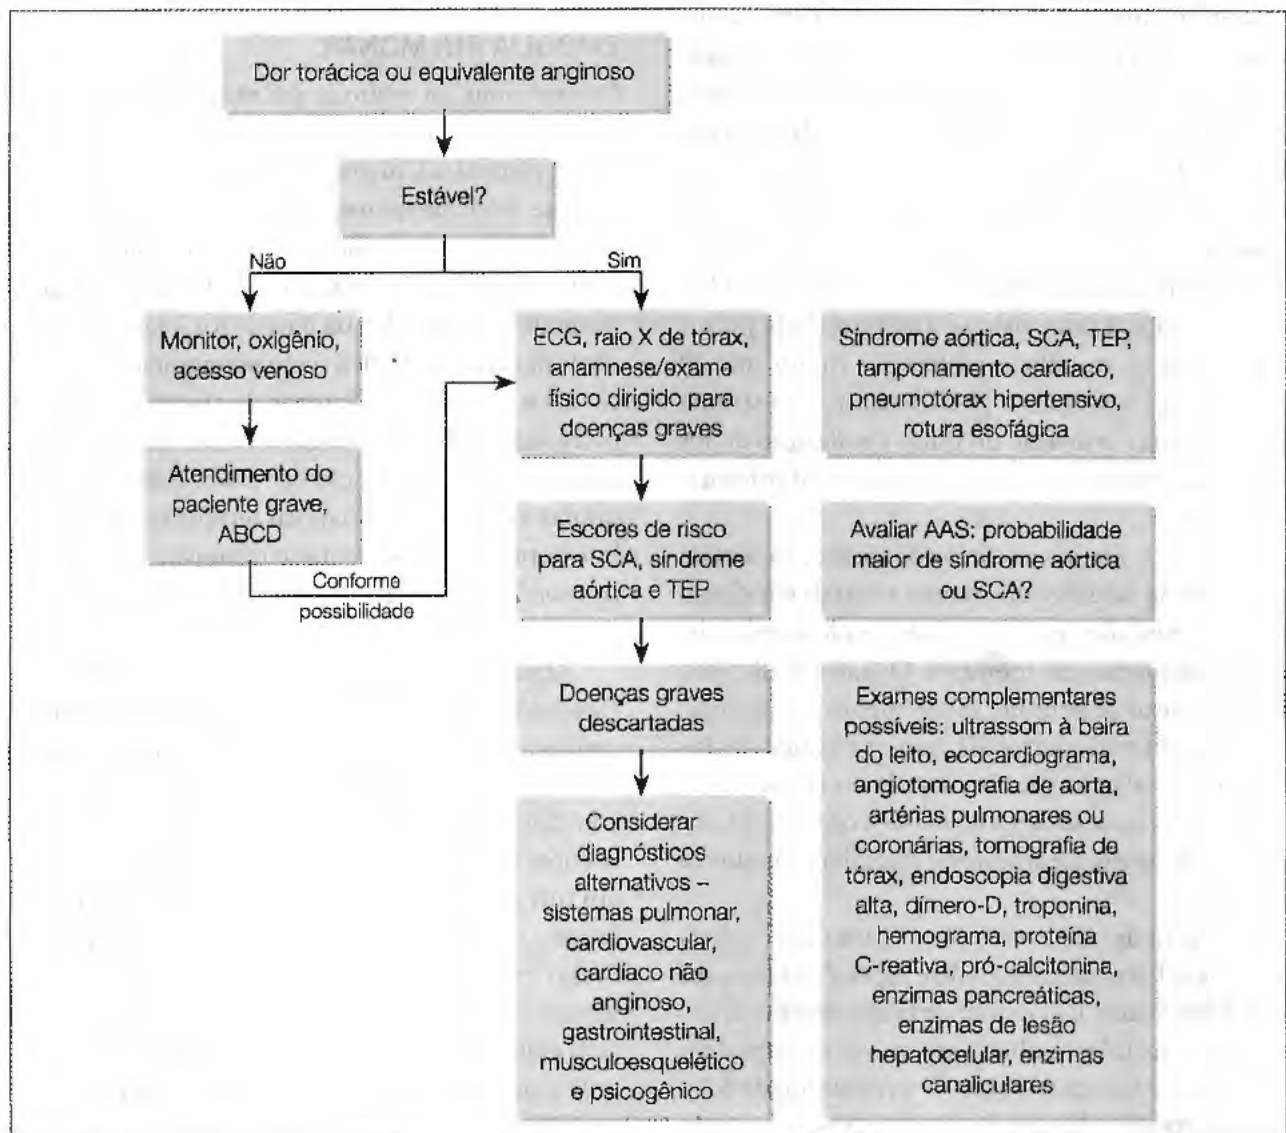 Dor torácica ou equivalente anginoso
Estável?
Não
Sim
Monitor, oxigênio,
acesso venoso
Atendimento do
paciente grave,
ABCD
Conforme
possibilidade
ECG, raio X de tórax,
anamnese/exame
físico dirigido para
doenças graves
Síndrome aórtica, SCA, TEP,
tamponamento cardíaco,
pneumotórax hipertensivo,
rotura esofágica
Escores de risco
para SCA, síndrome
aórtica e TEP
Avaliar AAS: probabilidade
maior de síndrome aórtica
ou SCA?
Doenças graves
descartadas
Considerar
diagnósticos
alternativos –
sistemas pulmonar,
cardiovascular,
cardíaco não
anginoso,
gastrointestinal,
musculoesquelético
e psicogênico
Exames complementares
possíveis: ultrassom à beira
do leito, ecocardiograma,
angiotomografia de aorta,
artérias pulmonares ou
coronárias, tomografia de
tórax, endoscopia digestiva
alta, dímero-D, troponina,
hemograma, proteína
C-reativa, pró-calcitonina,
enzimas pancreáticas,
enzimas de lesão
hepatocelular, enzimas
canaliculares